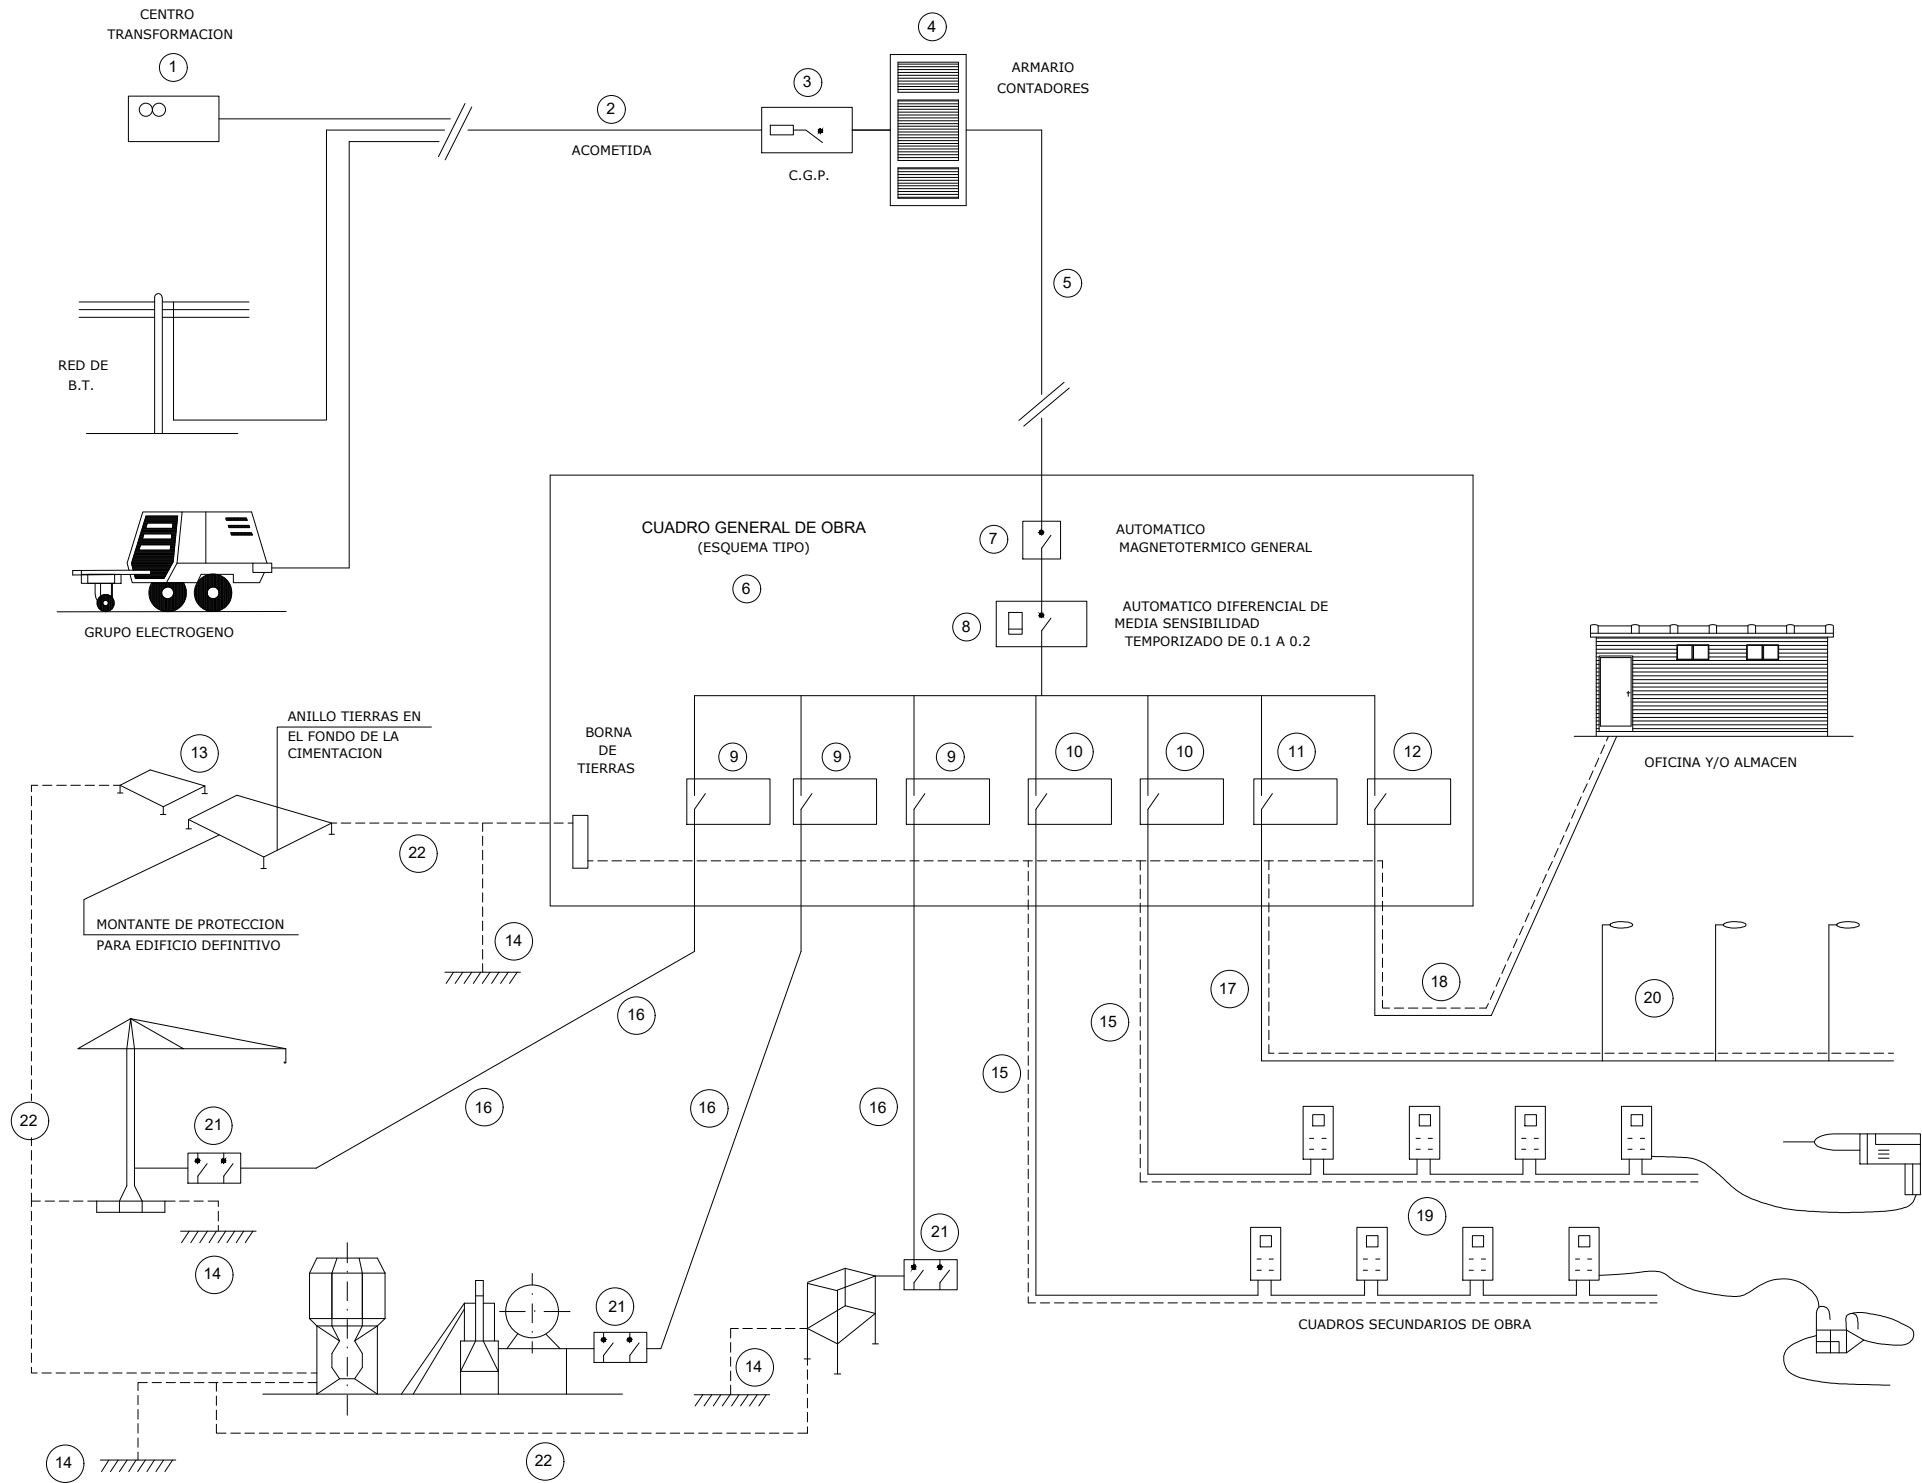 CENTRO
TRANSFORMACION
1
2
ACOMETIDA
3
C.G.P.
4
ARMARIO
CONTADORES
5
RED DE
B.T.
GRUPO ELECTROGENO
CUADRO GENERAL DE OBRA
(ESQUEMA TIPO)
6
7
AUTOMATICO
MAGNETOTERMICO GENERAL
8
AUTOMATICO DIFERENCIAL DE
MEDIA SENSIBILIDAD
TEMPORIZADO DE 0.1 A 0.2
BORNA
DE
TIERRAS
9
9
9
10
10
11
12
OFICINA Y/O ALMACEN
13
ANILLO TIERRAS EN
EL FONDO DE LA
CIMENTACION
22
MONTANTE DE PROTECCION
PARA EDIFICIO DEFINITIVO
14
16
15
15
17
18
20
22
21
16
16
16
14
19
21
21
CUADROS SECUNDARIOS DE OBRA
14
14
22